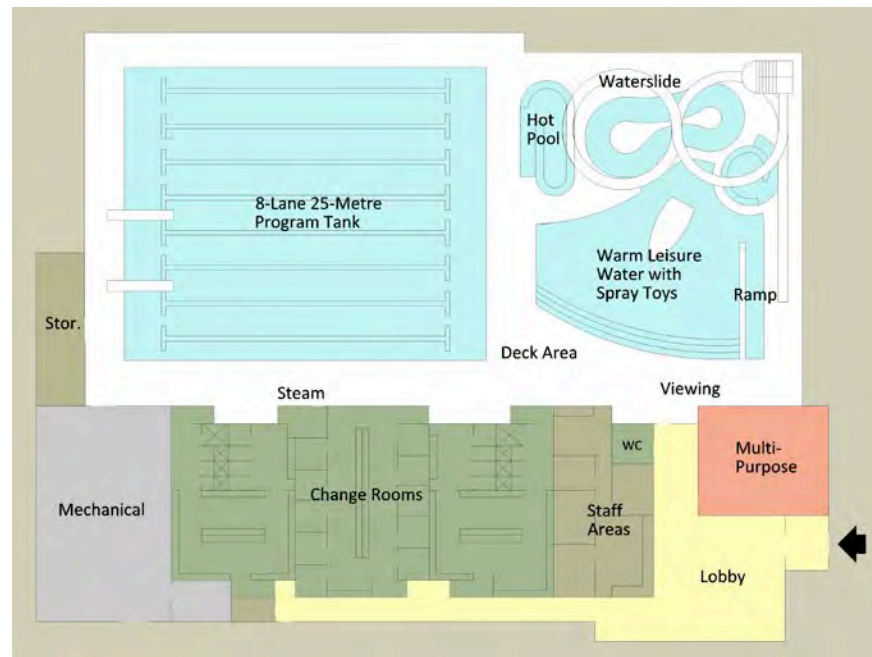 Waterslide
Hot
Pool
8-Lane 25-Metre
Program Tank
Warm Leisure
Water with
Spray Toys
Ramp
Stor.
Deck Area
Steam
Viewing
WC
Multi-
Purpose
Change Rooms
Mechanical
Staff
Areas
Lobby